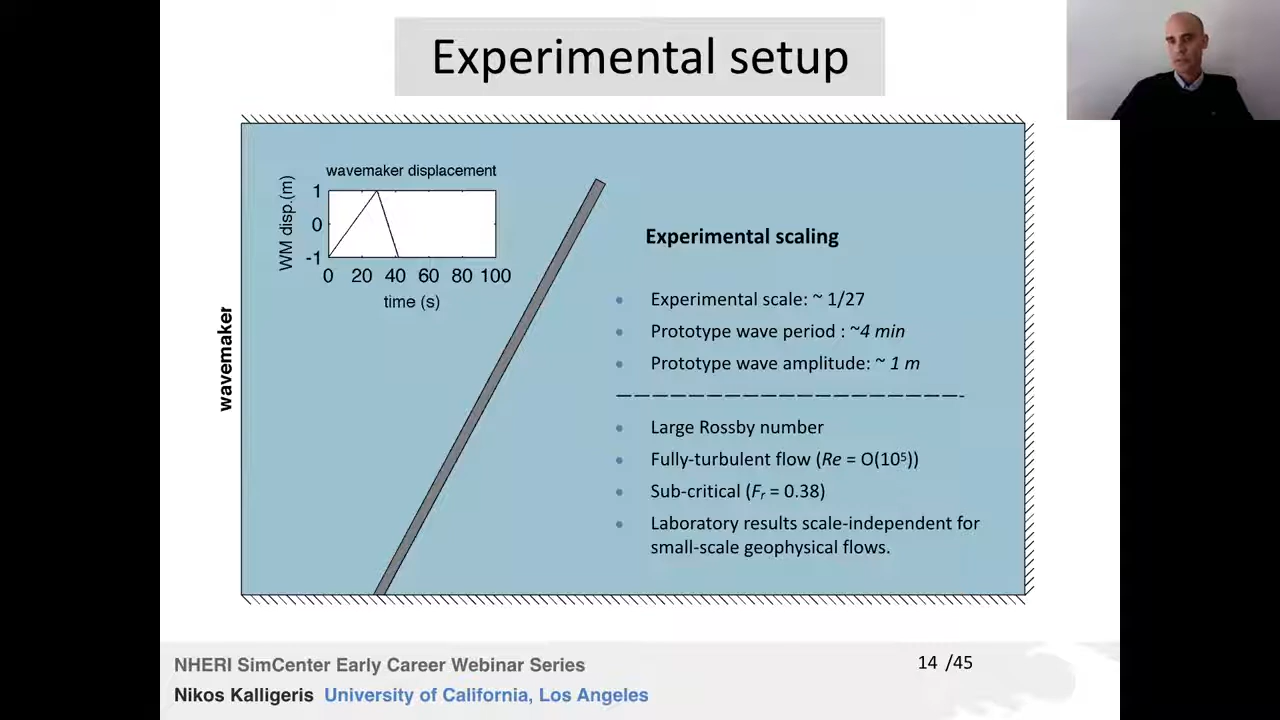 Experimental setup
wavemaker displacement
WM disp.(m)
1
0
-1
0 20 40 60 80 100
time (s)
wavemaker
Experimental scaling
• Experimental scale: ~ 1/27
• Prototype wave period : ~4 min
• Prototype wave amplitude: ~ 1 m
• Large Rossby number
• Fully-turbulent flow (Re = O(10⁵))
• Sub-critical (Fᵣ = 0.38)
• Laboratory results scale-independent for
small-scale geophysical flows.
NHERI SimCenter Early Career Webinar Series
14 /45
Nikos Kalligeris University of California, Los Angeles